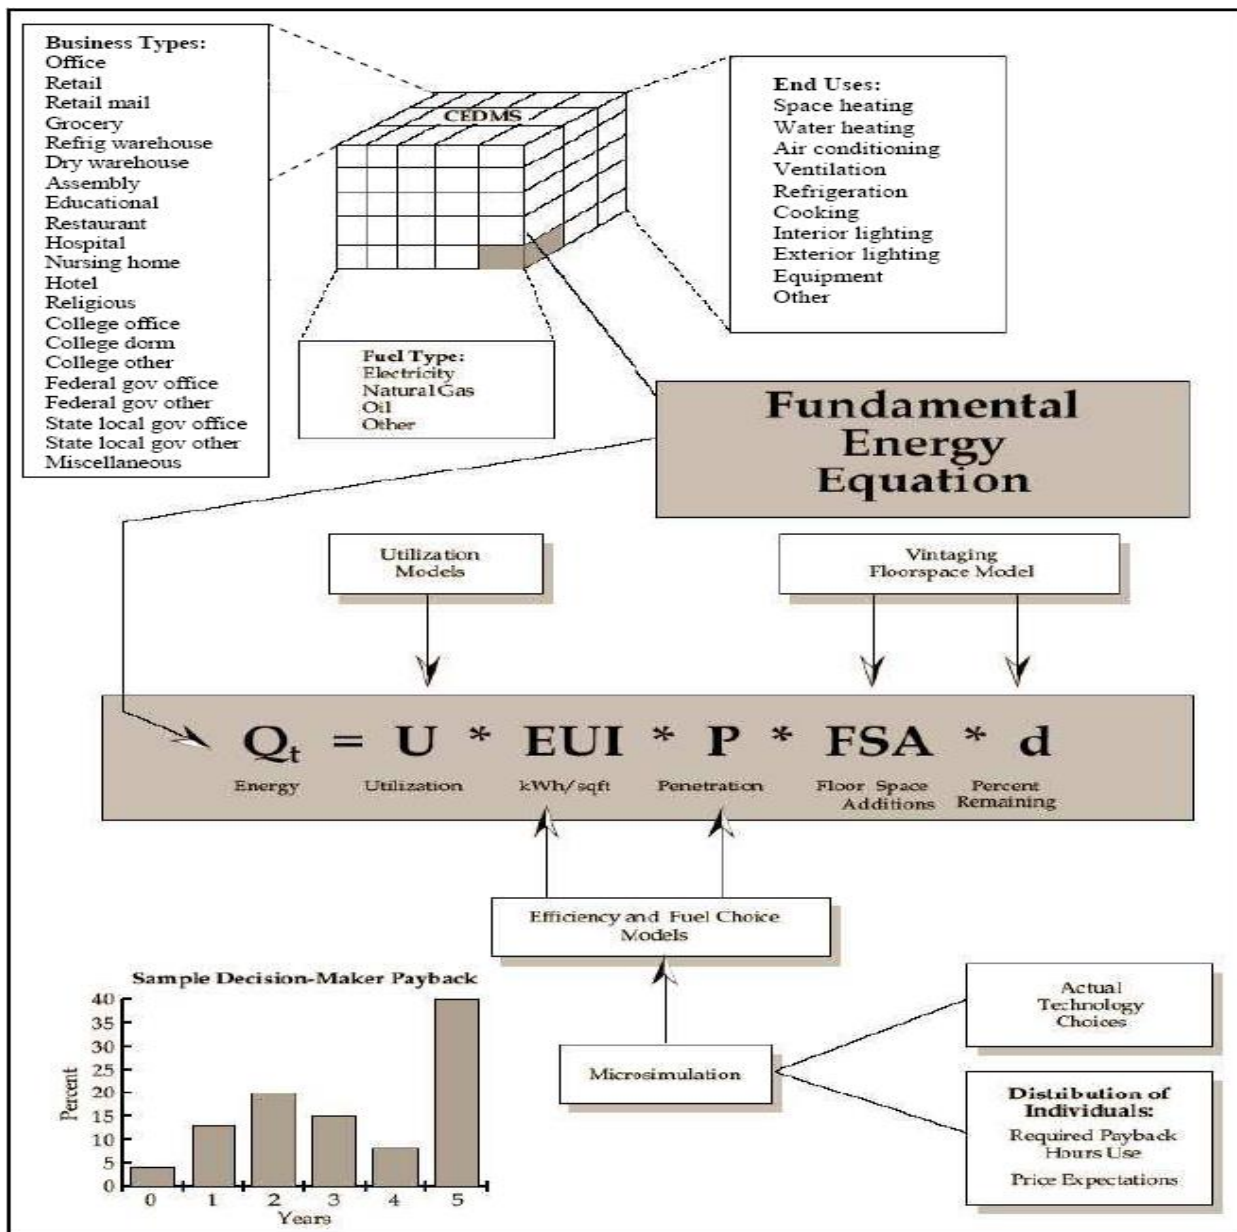 Business Types:
Office
Retail
Retail mail
Grocery
Refrig warehouse
Dry warehouse
Assembly
Educational
Restaurant
Hospital
Nursing home
Hotel
Religious
College office
College dorm
College other
Federal gov office
Federal gov other
State local gov office
State local gov other
Miscellaneous
CEDMS
End Uses:
Space heating
Water heating
Air conditioning
Ventilation
Refrigeration
Cooking
Interior lighting
Exterior lighting
Equipment
Other
Fuel Type:
Electricity
Natural Gas
Oil
Other
Fundamental
Energy
Equation
Utilization
Models
Vintaging
Floorspace Model
Qt = U * EUI * P * FSA * d
Energy Utilization kWh/sqft Penetration Floor Space Percent
Additions Remaining
Efficiency and Fuel Choice
Models
Sample Decision-Maker Payback
40
35
30
25
20
15
10
5
0
Percent
0 1 2 3 4 5
Years
Microsimulation
Actual
Technology
Choices
Distribution of
Individuals:
Required Payback
Hours Use
Price Expectations